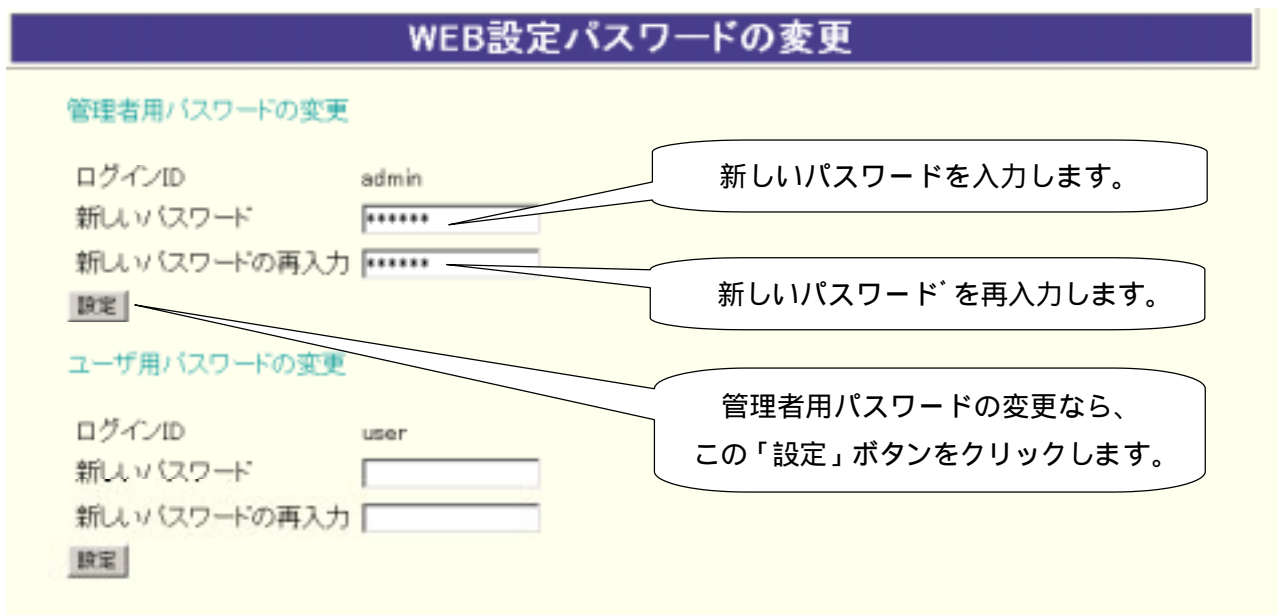 WEB設定パスワードの変更
管理者用パスワードの変更
ログインID admin
新しいパスワード ******
新しいパスワードの再入力 ******
設定
新しいパスワードを入力します。
新しいパスワード゛を再入力します。
管理者用パスワードの変更なら、
この「設定」ボタンをクリックします。
ユーザ用パスワードの変更
ログインID user
新しいパスワード
新しいパスワードの再入力
設定